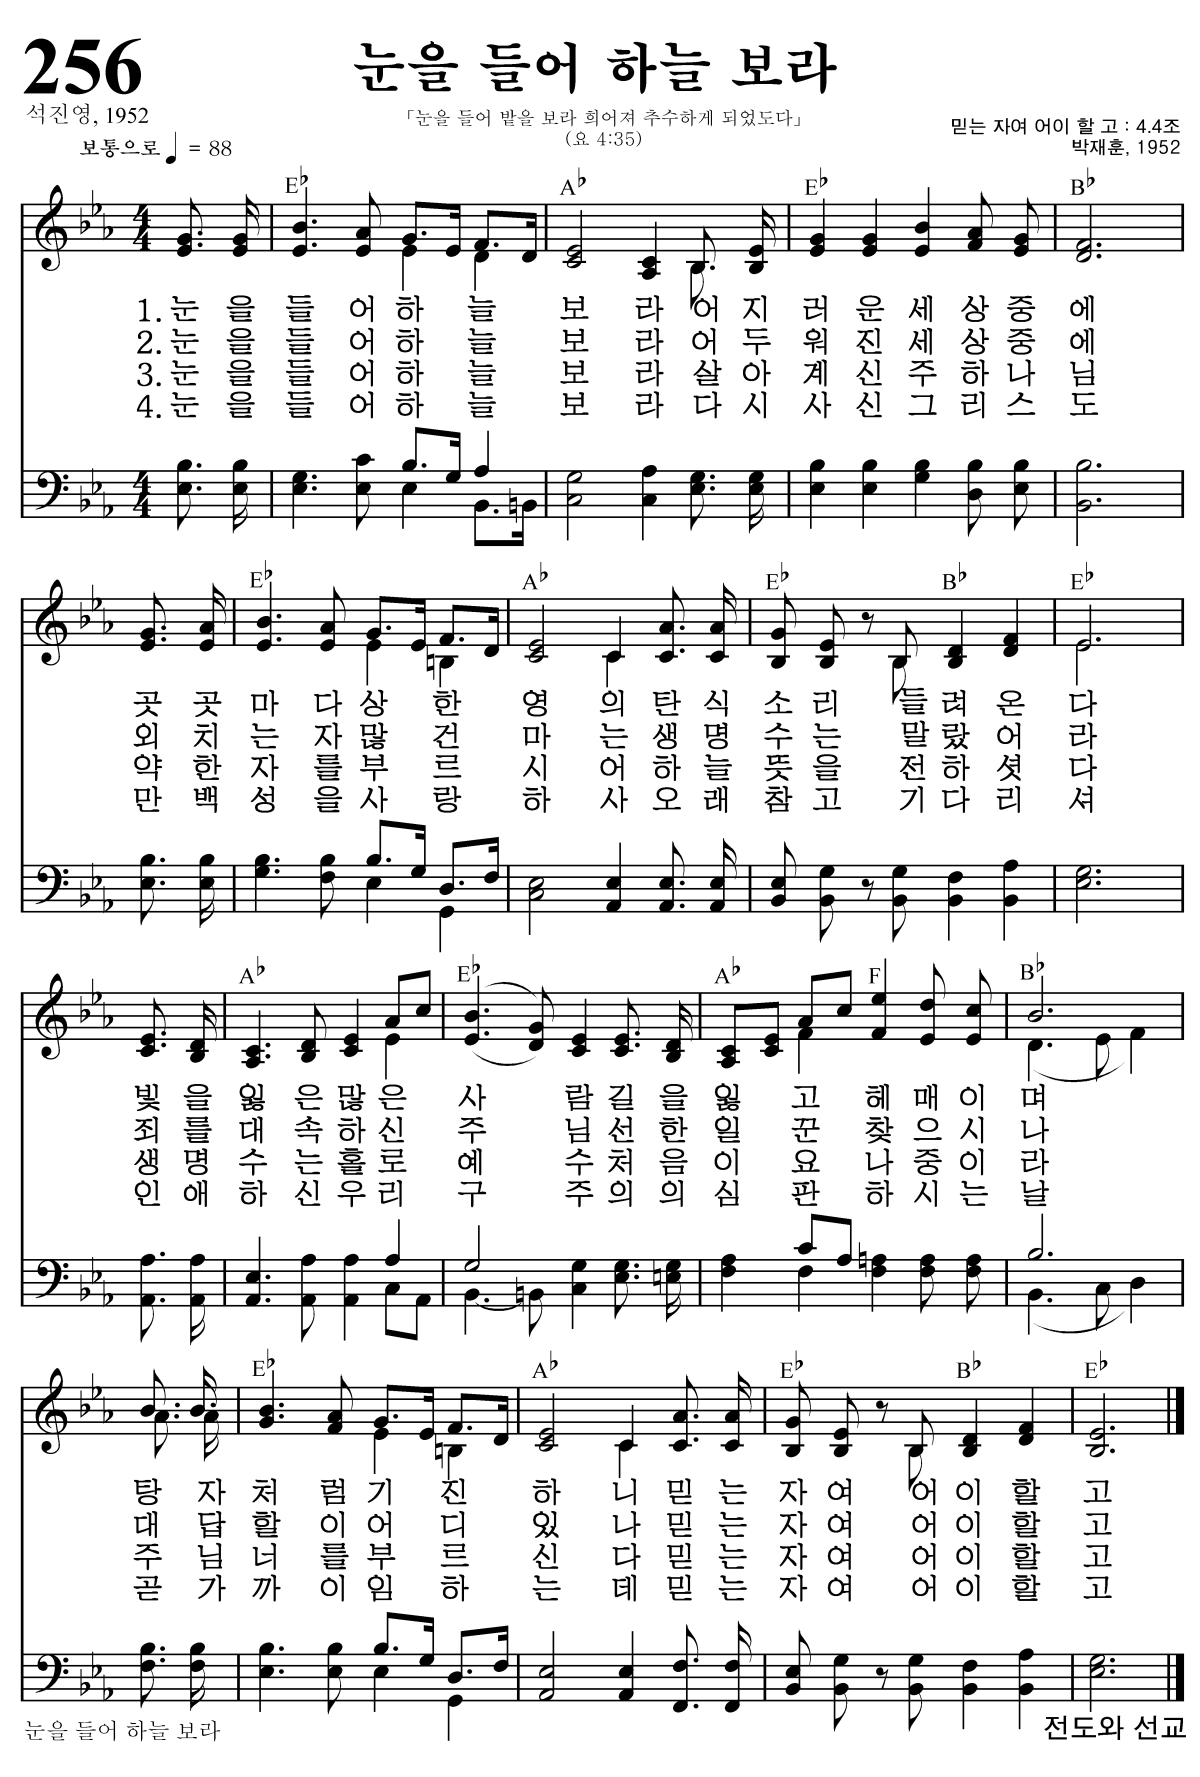 256
눈을 들어 하늘 보라
석진영, 1952
「눈을 들어 밭을 보라 희어져 추수하게 되었도다」
(요 4:35)
믿는 자여 어이 할 고 : 4.4조
박재훈, 1952
보통으로 ♩ = 88
E♭ A♭ E♭ B♭
1. 눈 을 들 어 하 늘 보 라 어 지 러 운 세 상 중 에
2. 눈 을 들 어 하 늘 보 라 어 두 워 진 세 상 중 에
3. 눈 을 들 어 하 늘 보 라 살 아 계 신 주 하 나 님
4. 눈 을 들 어 하 늘 보 라 다 시 사 신 그 리 스 도
E♭ A♭ E♭ B♭ E♭
곳 곳 마 다 상 한 영 의 탄 식 소 리 들 려 온 다
외 치 는 자 많 건 마 는 생 명 수 는 말 랐 어 라
약 한 자 를 부 르 시 어 하 늘 뜻 을 전 하 셧 다
만 백 성 을 사 랑 하 사 오 래 참 고 기 다 리 셔
A♭ E♭ A♭ F B♭
빛 을 잃 은 많 은 사 람 길 을 잃 고 헤 매 이 며
죄 를 대 속 하 신 주 님 선 한 일 꾼 찾 으 시 나
생 명 수 는 홀 로 예 수 처 음 이 요 나 중 이 라
인 애 하 신 우 리 구 주 의 의 심 판 하 시 는 날
E♭ A♭ E♭ B♭ E♭
탕 자 처 럼 기 진 하 니 믿 는 자 여 어 이 할 고
대 답 할 이 어 디 있 나 믿 는 자 여 어 이 할 고
주 님 너 를 부 르 신 다 믿 는 자 여 어 이 할 고
곧 가 까 이 임 하 는 데 믿 는 자 여 어 이 할 고
눈을 들어 하늘 보라
전도와 선교